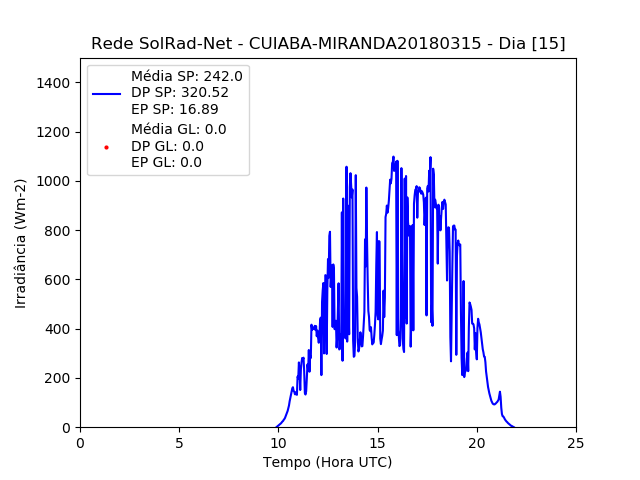 Rede SolRad-Net - CUIABA-MIRANDA20180315 - Dia [15]
Média SP: 242.0
DP SP: 320.52
EP SP: 16.89
Média GL: 0.0
DP GL: 0.0
EP GL: 0.0
1400
1200
1000
800
600
400
200
0
Irradiância (Wm-2)
0 5 10 15 20 25
Tempo (Hora UTC)